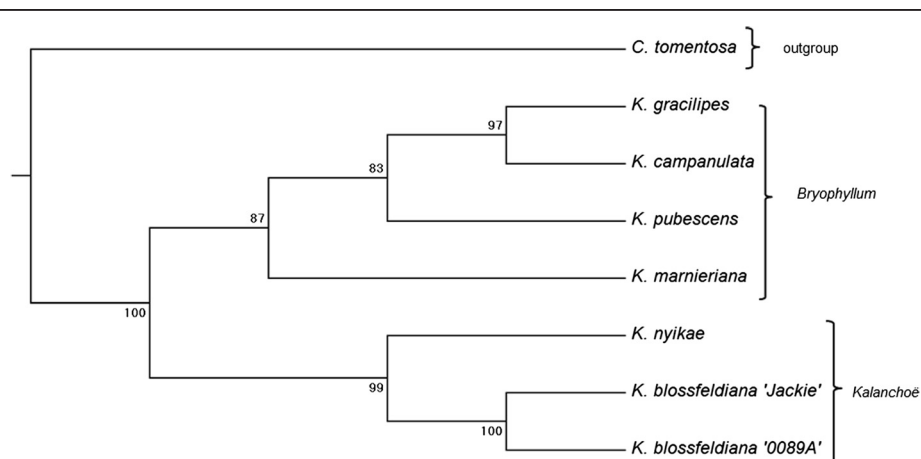 C. tomentosa
outgroup
K. gracilipes
97
K. campanulata
83
Bryophyllum
K. pubescens
87
K. marnieriana
100
K. nyikae
99
K. blossfeldiana 'Jackie'
Kalanchoë
100
K. blossfeldiana '0089A'